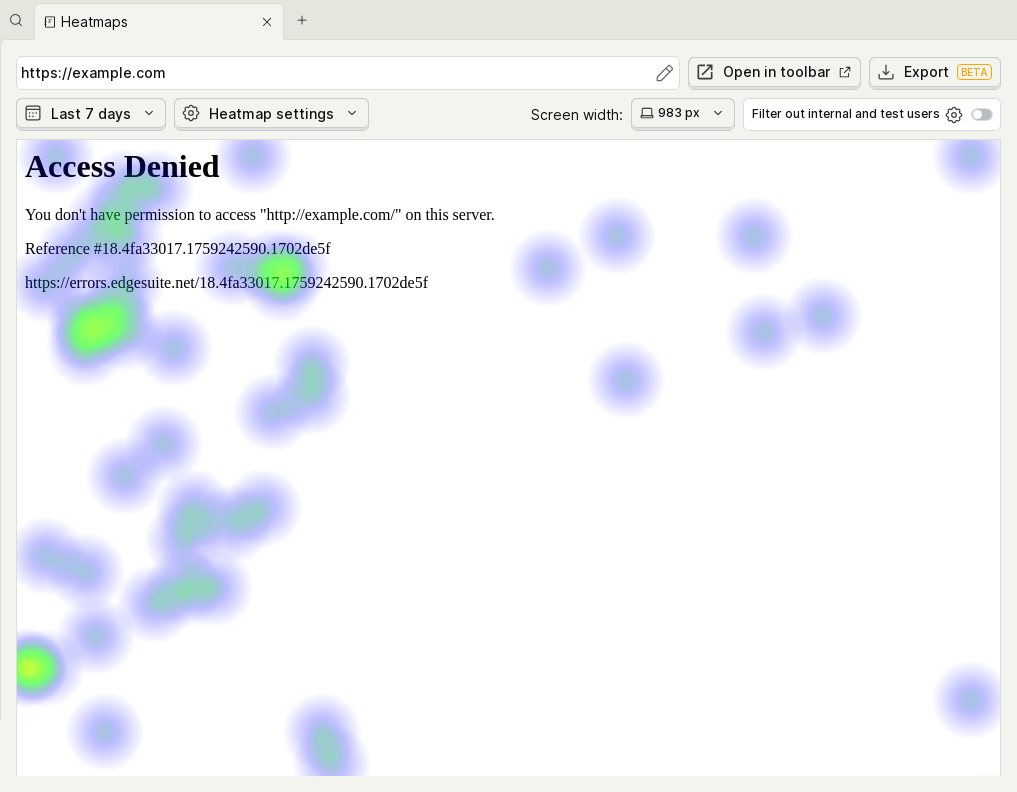 Heatmaps
https://example.com
Open in toolbar
Export BETA
Last 7 days
Heatmap settings
Screen width:
983 px
Filter out internal and test users
Access Denied
You don't have permission to access "http://example.com/" on this server.
Reference #18.4fa33017.1759242590.1702de5f
https://errors.edgesuite.net/18.4fa33017.1759242590.1702de5f